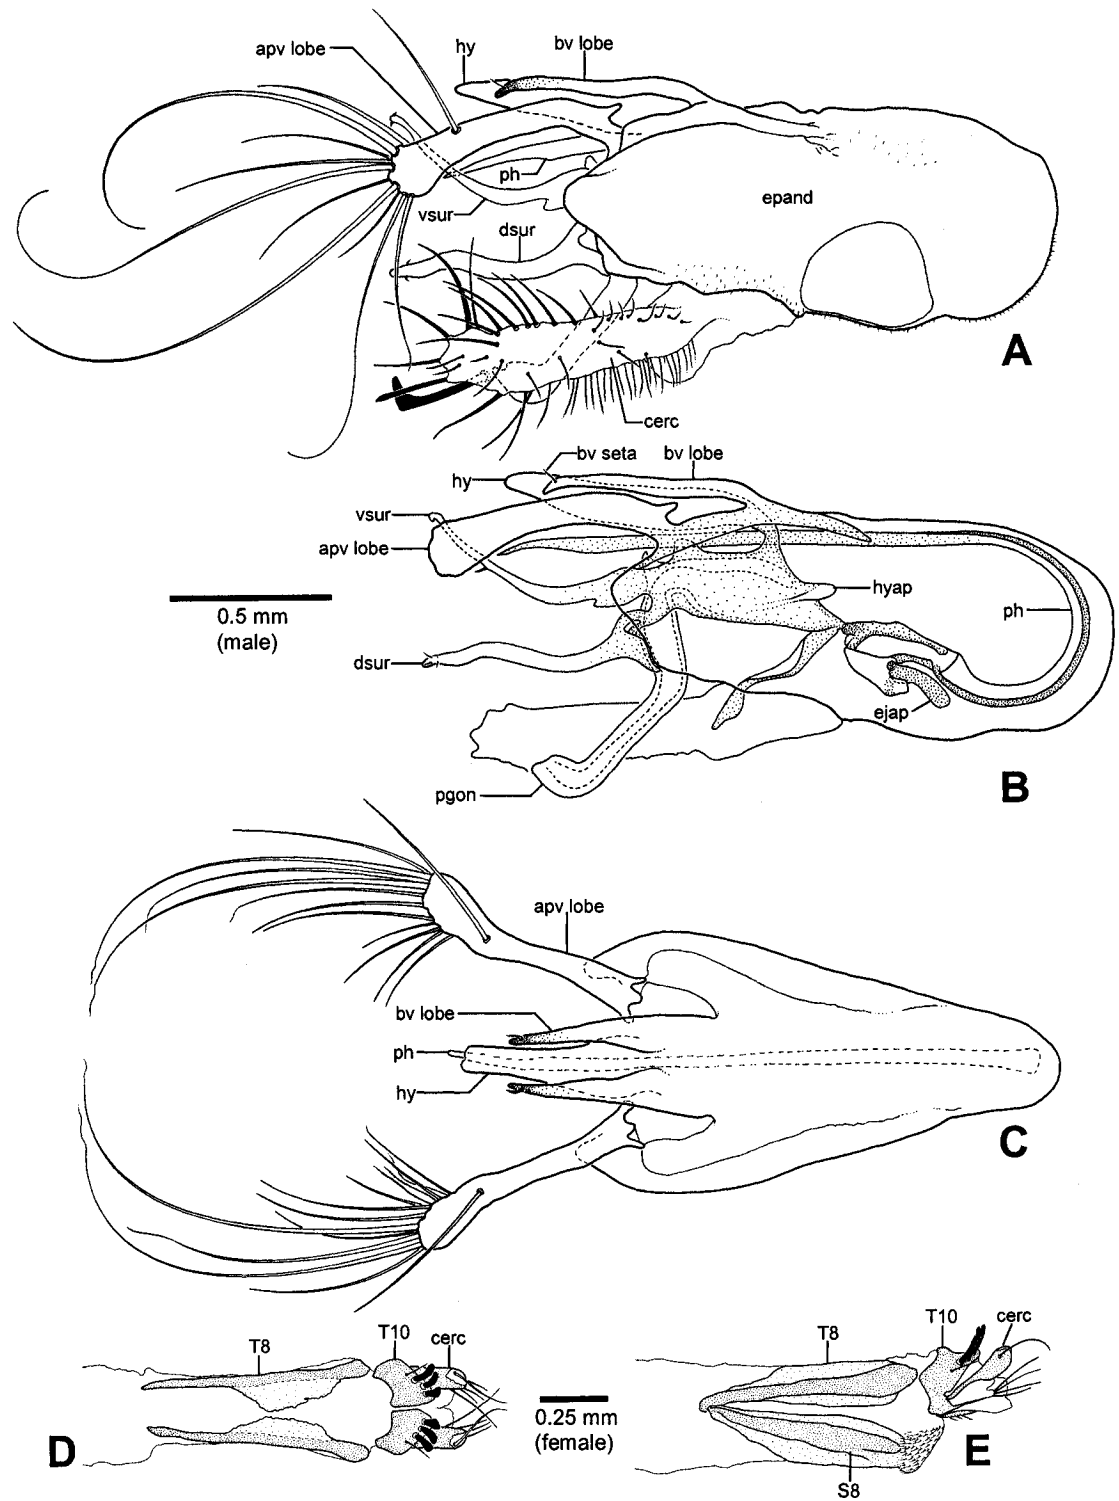 apv lobe
hy
bv lobe
ph
vsur
dsur
epand
A
cerc
bv seta
bv lobe
hy
vsur
apv lobe
0.5 mm
(male)
hyap
ph
dsur
ejap
pgon
B
apv lobe
bv lobe
ph
hy
C
T8
T10
cerc
D
0.25 mm
(female)
T8
T10
cerc
E
S8